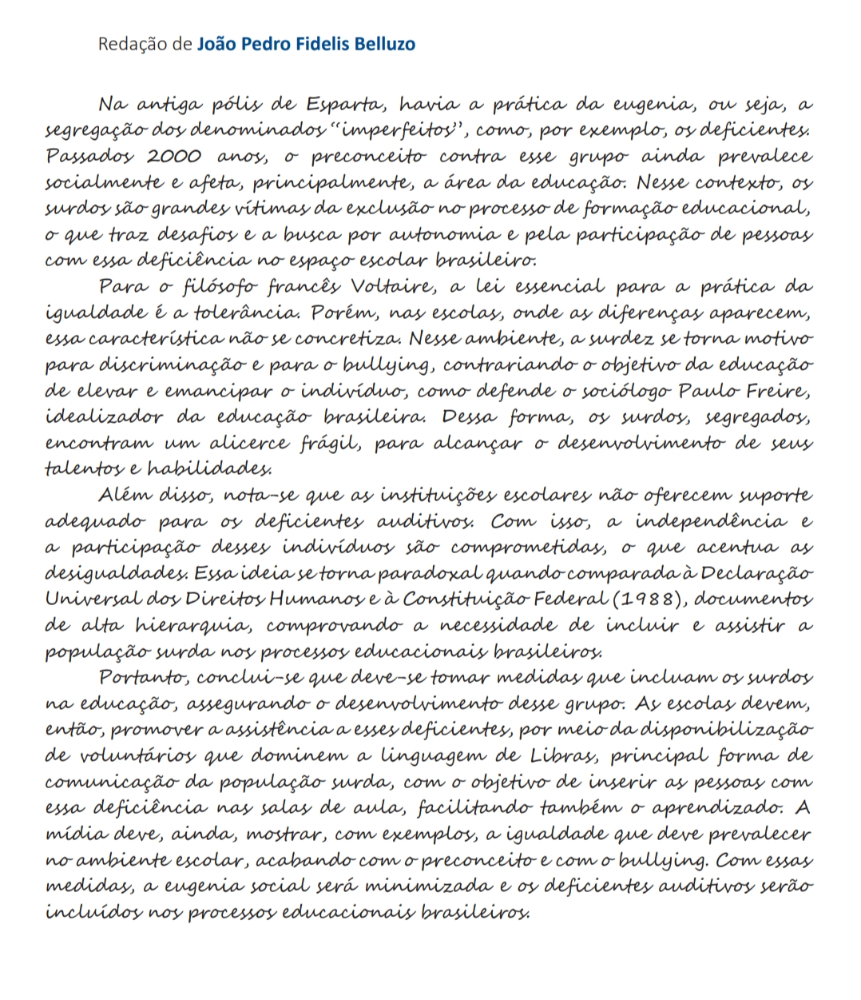 Redação de João Pedro Fidelis Belluzo
Na antiga pólis de Esparta, havia a prática da eugenia, ou seja, a
segregação dos denominados “imperfeitos”, como, por exemplo, os deficientes.
Passados 2000 anos, o preconceito contra esse grupo ainda prevalece
socialmente e afeta, principalmente, a área da educação. Nesse contexto, os
surdos são grandes vítimas da exclusão no processo de formação educacional,
o que traz desafios e a busca por autonomia e pela participação de pessoas
com essa deficiência no espaço escolar brasileiro.
Para o filósofo francês Voltaire, a lei essencial para a prática da
igualdade é a tolerância. Porém, nas escolas, onde as diferenças aparecem,
essa característica não se concretiza. Nesse ambiente, a surdez se torna motivo
para discriminação e para o bullying, contrariando o objetivo da educação
de elevar e emancipar o indivíduo, como defende o sociólogo Paulo Freire,
idealizador da educação brasileira. Dessa forma, os surdos, segregados,
encontram um alicerce frágil, para alcançar o desenvolvimento de seus
talentos e habilidades.
Além disso, nota-se que as instituições escolares não oferecem suporte
adequado para os deficientes auditivos. Com isso, a independência e
a participação desses indivíduos são comprometidas, o que acentua as
desigualdades. Essa ideia se torna paradoxal quando comparada à Declaração
Universal dos Direitos Humanos e à Constituição Federal (1988), documentos
de alta hierarquia, comprovando a necessidade de incluir e assistir a
população surda nos processos educacionais brasileiros.
Portanto, conclui-se que deve-se tomar medidas que incluam os surdos
na educação, assegurando o desenvolvimento desse grupo. As escolas devem,
então, promover a assistência a esses deficientes, por meio da disponibilização
de voluntários que dominem a linguagem de Libras, principal forma de
comunicação da população surda, com o objetivo de inserir as pessoas com
essa deficiência nas salas de aula, facilitando também o aprendizado. A
mídia deve, ainda, mostrar, com exemplos, a igualdade que deve prevalecer
no ambiente escolar, acabando com o preconceito e com o bullying. Com essas
medidas, a eugenia social será minimizada e os deficientes auditivos serão
incluídos nos processos educacionais brasileiros.